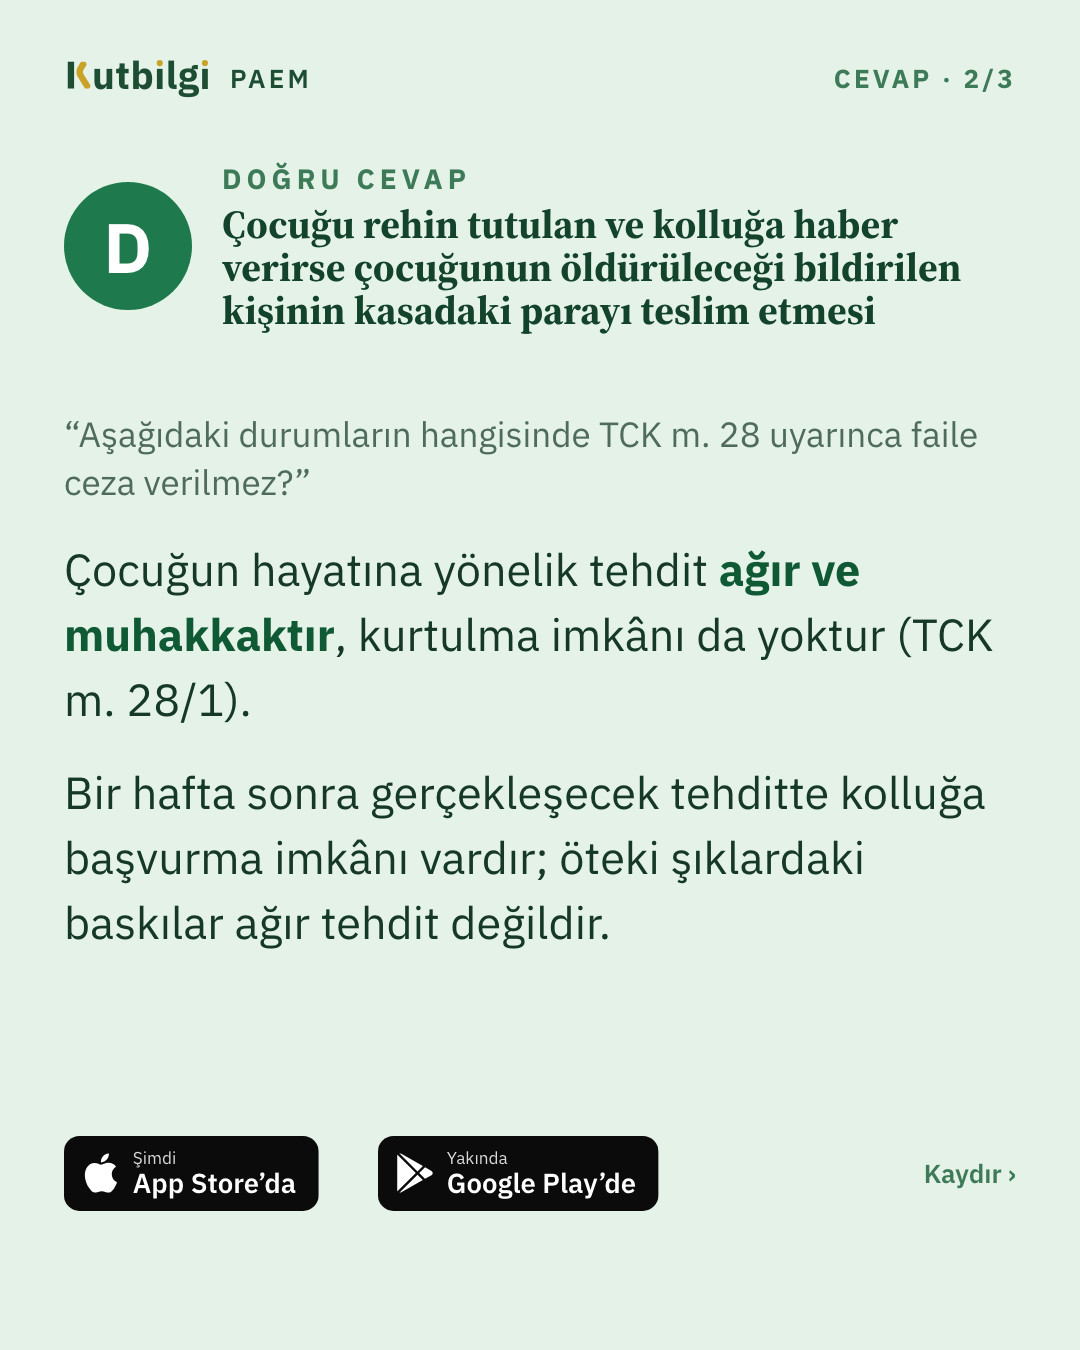 Kutbilgi PAEM
CEVAP · 2/3
D
DOĞRU CEVAP
Çocuğu rehin tutulan ve kolluğa haber
verirse çocuğunun öldürüleceği bildirilen
kişinin kasadaki parayı teslim etmesi
“Aşağıdaki durumların hangisinde TCK m. 28 uyarınca faile
ceza verilmez?”
Çocuğun hayatına yönelik tehdit ağır ve
muhakkaktır, kurtulma imkânı da yoktur (TCK
m. 28/1).
Bir hafta sonra gerçekleşecek tehditte kolluğa
başvurma imkânı vardır; öteki şıklardaki
baskılar ağır tehdit değildir.
Şimdi
App Store’da
Yakında
Google Play’de
Kaydır ›